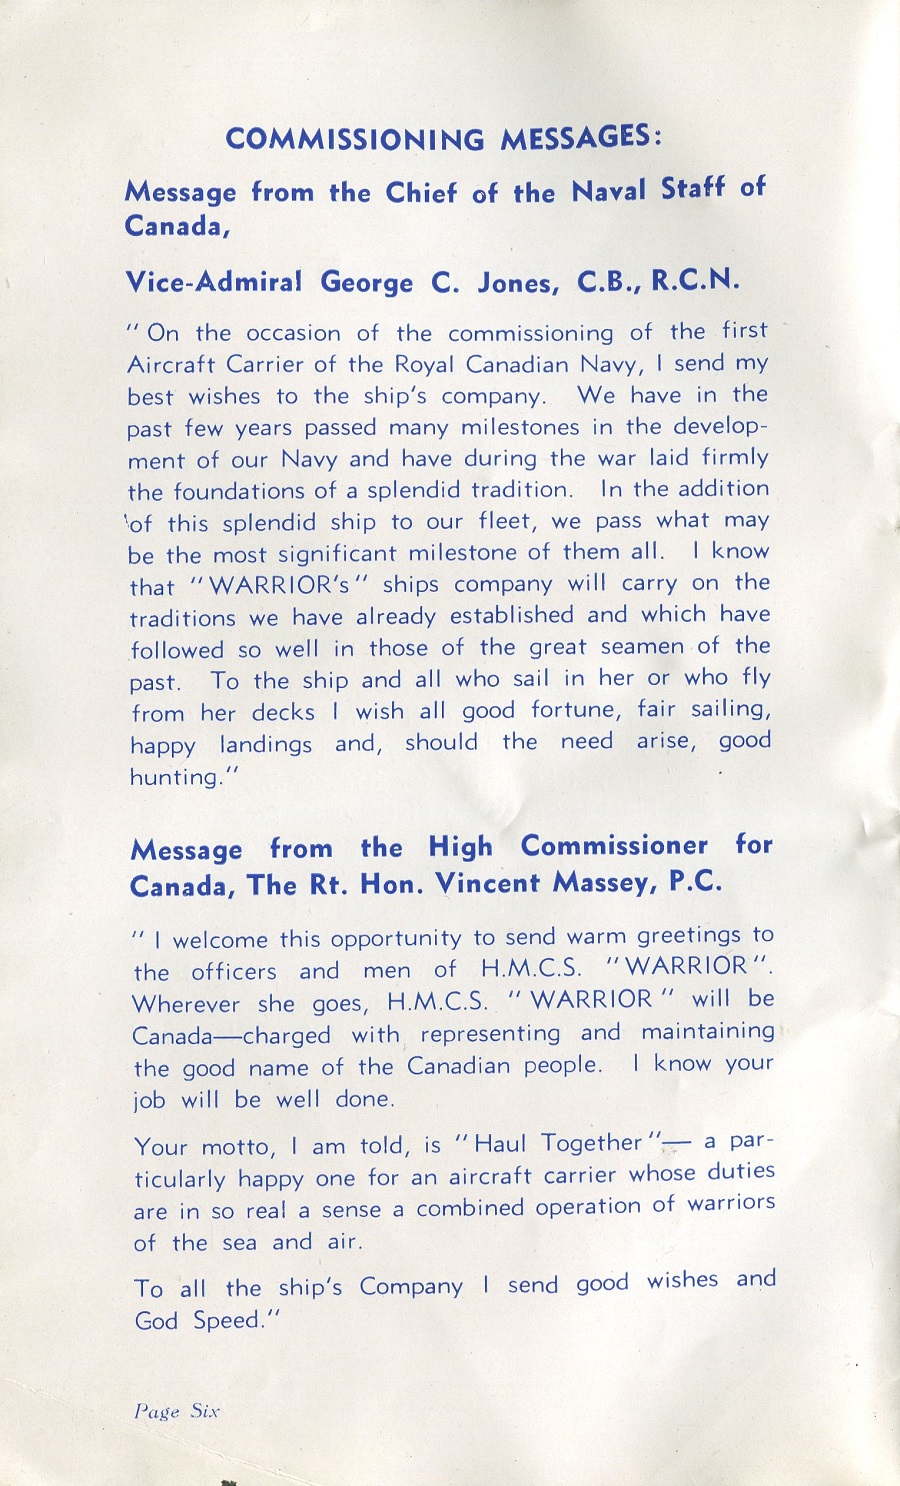 COMMISSIONING MESSAGES:
Message from the Chief of the Naval Staff of
Canada,
Vice-Admiral George C. Jones, C.B., R.C.N.
"On the occasion of the commissioning of the first
Aircraft Carrier of the Royal Canadian Navy, I send my
best wishes to the ship's company. We have in the
past few years passed many milestones in the develop-
ment of our Navy and have during the war laid firmly
the foundations of a splendid tradition. In the addition
of this splendid ship to our fleet, we pass what may
be the most significant milestone of them all. I know
that "WARRIOR's" ships company will carry on the
traditions we have already established and which have
followed so well in those of the great seamen of the
past. To the ship and all who sail in her or who fly
from her decks I wish all good fortune, fair sailing,
happy landings and, should the need arise, good
hunting."
Message from the High Commissioner for
Canada, The Rt. Hon. Vincent Massey, P.C.
"I welcome this opportunity to send warm greetings to
the officers and men of H.M.C.S. "WARRIOR".
Wherever she goes, H.M.C.S. "WARRIOR" will be
Canada—charged with representing and maintaining
the good name of the Canadian people. I know your
job will be well done.
Your motto, I am told, is "Haul Together"— a par-
ticularly happy one for an aircraft carrier whose duties
are in so real a sense a combined operation of warriors
of the sea and air.
To all the ship's Company I send good wishes and
God Speed."
Page Six